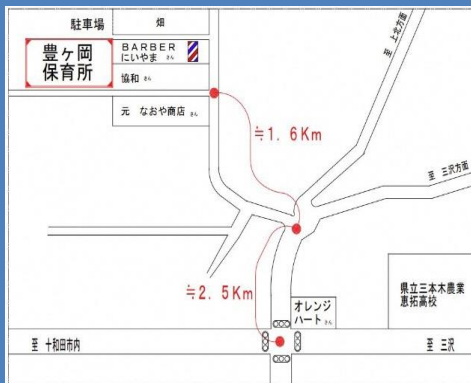 駐車場
畑
豊ヶ岡
保育所
BARBER
にいやま さん
協和 さん
元 なおや商店 さん
至 上北方面
≒1.6Km
至 三沢方面
≒2.5Km
オレンジ
ハート さん
県立三本木農業
恵拓高校
至 十和田市内
至 三沢